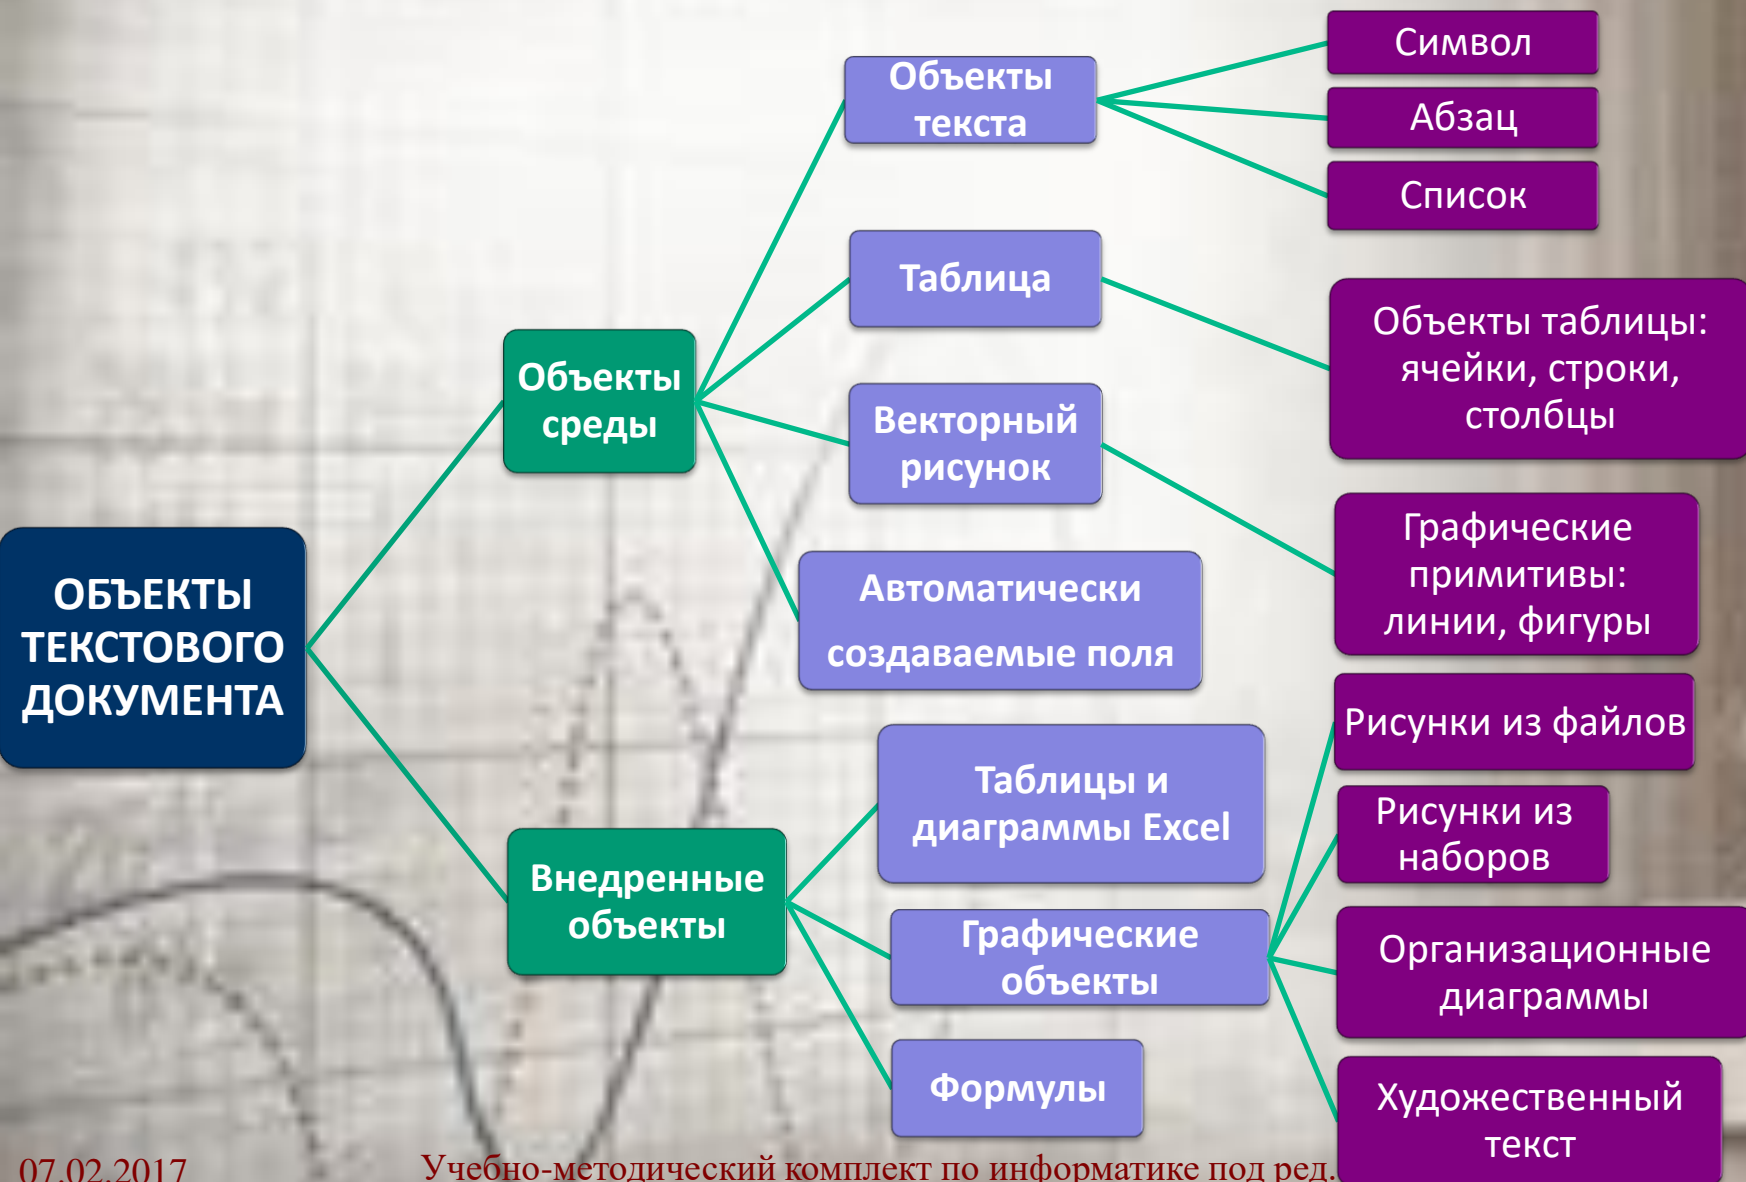 ОБЪЕКТЫ
ТЕКСТОВОГО
ДОКУМЕНТА
Объекты
среды
Объекты
текста
Символ
Абзац
Список
Таблица
Объекты таблицы:
ячейки, строки,
столбцы
Векторный
рисунок
Графические
примитивы:
линии, фигуры
Автоматически
создаваемые поля
Внедренные
объекты
Таблицы и
диаграммы Excel
Графические
объекты
Рисунки из файлов
Рисунки из
наборов
Организационные
диаграммы
Художественный
текст
Формулы
07.02.2017
Учебно-методический комплект по информатике под ред.